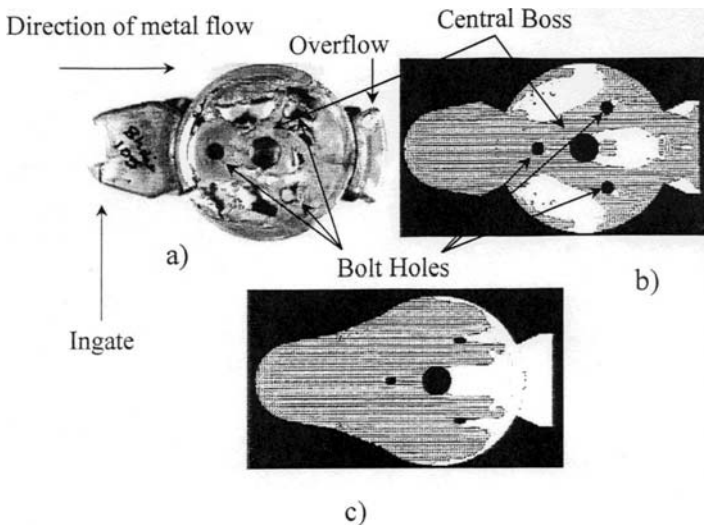 Direction of metal flow
Overflow
Central Boss
a)
Bolt Holes
b)
Ingate
c)